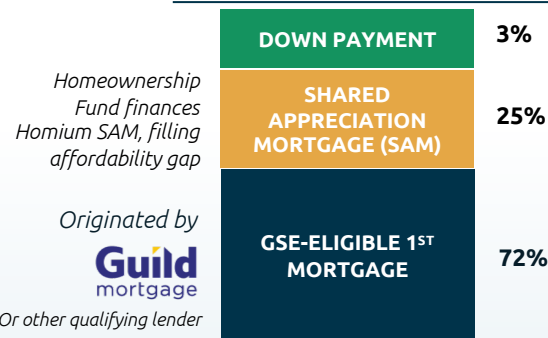 DOWN PAYMENT
3%
Homeownership
Fund finances
Homium SAM, filling
affordability gap
SHARED
APPRECIATION
MORTGAGE (SAM)
25%
Originated by
Guild
mortgage
Or other qualifying lender
GSE-ELIGIBLE 1ST
MORTGAGE
72%